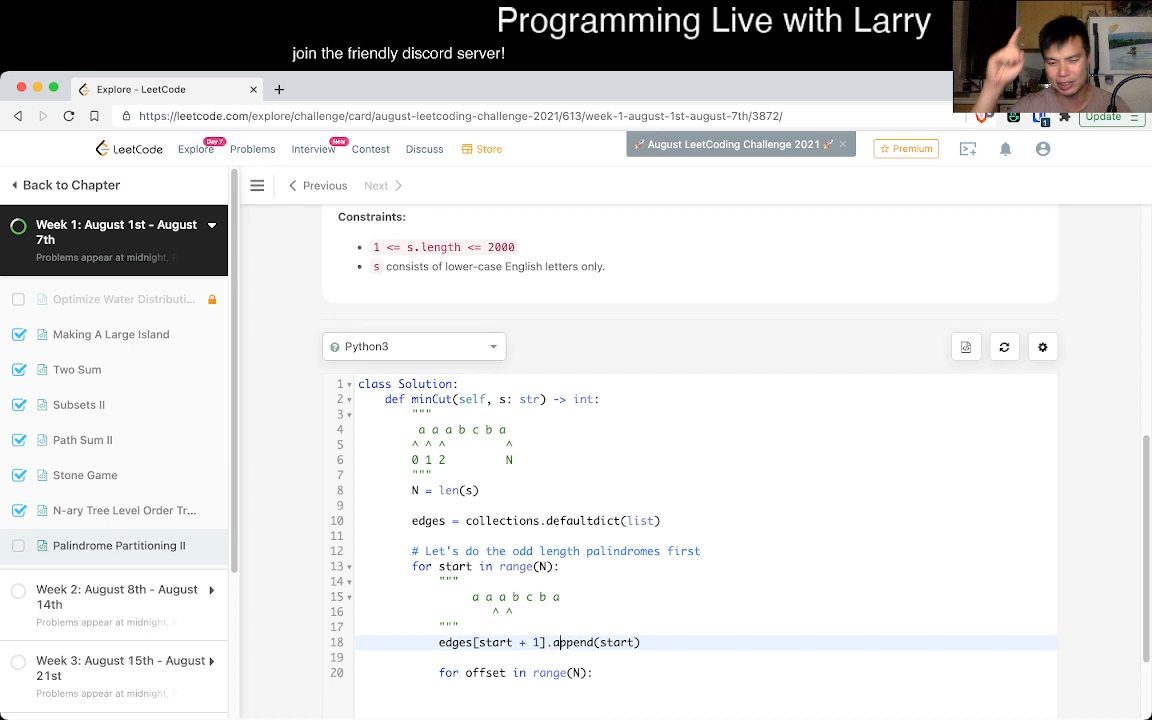 Programming Live with Larry
join the friendly discord server!
Explore - LeetCode
https://leetcode.com/explore/challenge/card/august-leetcoding-challenge-2021/613/week-1-august-1st-august-7th/3872/
Update
LeetCode
Explore
Day 7
Problems
Interview
New
Contest
Discuss
Store
August LeetCoding Challenge 2021
Premium
Back to Chapter
Previous
Next
Week 1: August 1st - August
7th
Problems appear at midnight,
Optimize Water Distributi...
Making A Large Island
Two Sum
Subsets II
Path Sum II
Stone Game
N-ary Tree Level Order Tr...
Palindrome Partitioning II
Week 2: August 8th - August
14th
Problems appear at midnight,
Week 3: August 15th - August
21st
Problems appear at midnight,
Constraints:
1 <= s.length <= 2000
s consists of lower-case English letters only.
Python3
1 class Solution:
2 def minCut(self, s: str) -> int:
3 """
4 a a a b c b a
5 ^ ^ ^ ^
6 0 1 2 N
7 """
8 N = len(s)
9
10 edges = collections.defaultdict(list)
11
12 # Let's do the odd length palindromes first
13 for start in range(N):
14 """
15 a a a b c b a
16 ^ ^
17 """
18 edges[start + 1].append(start)
19
20 for offset in range(N):